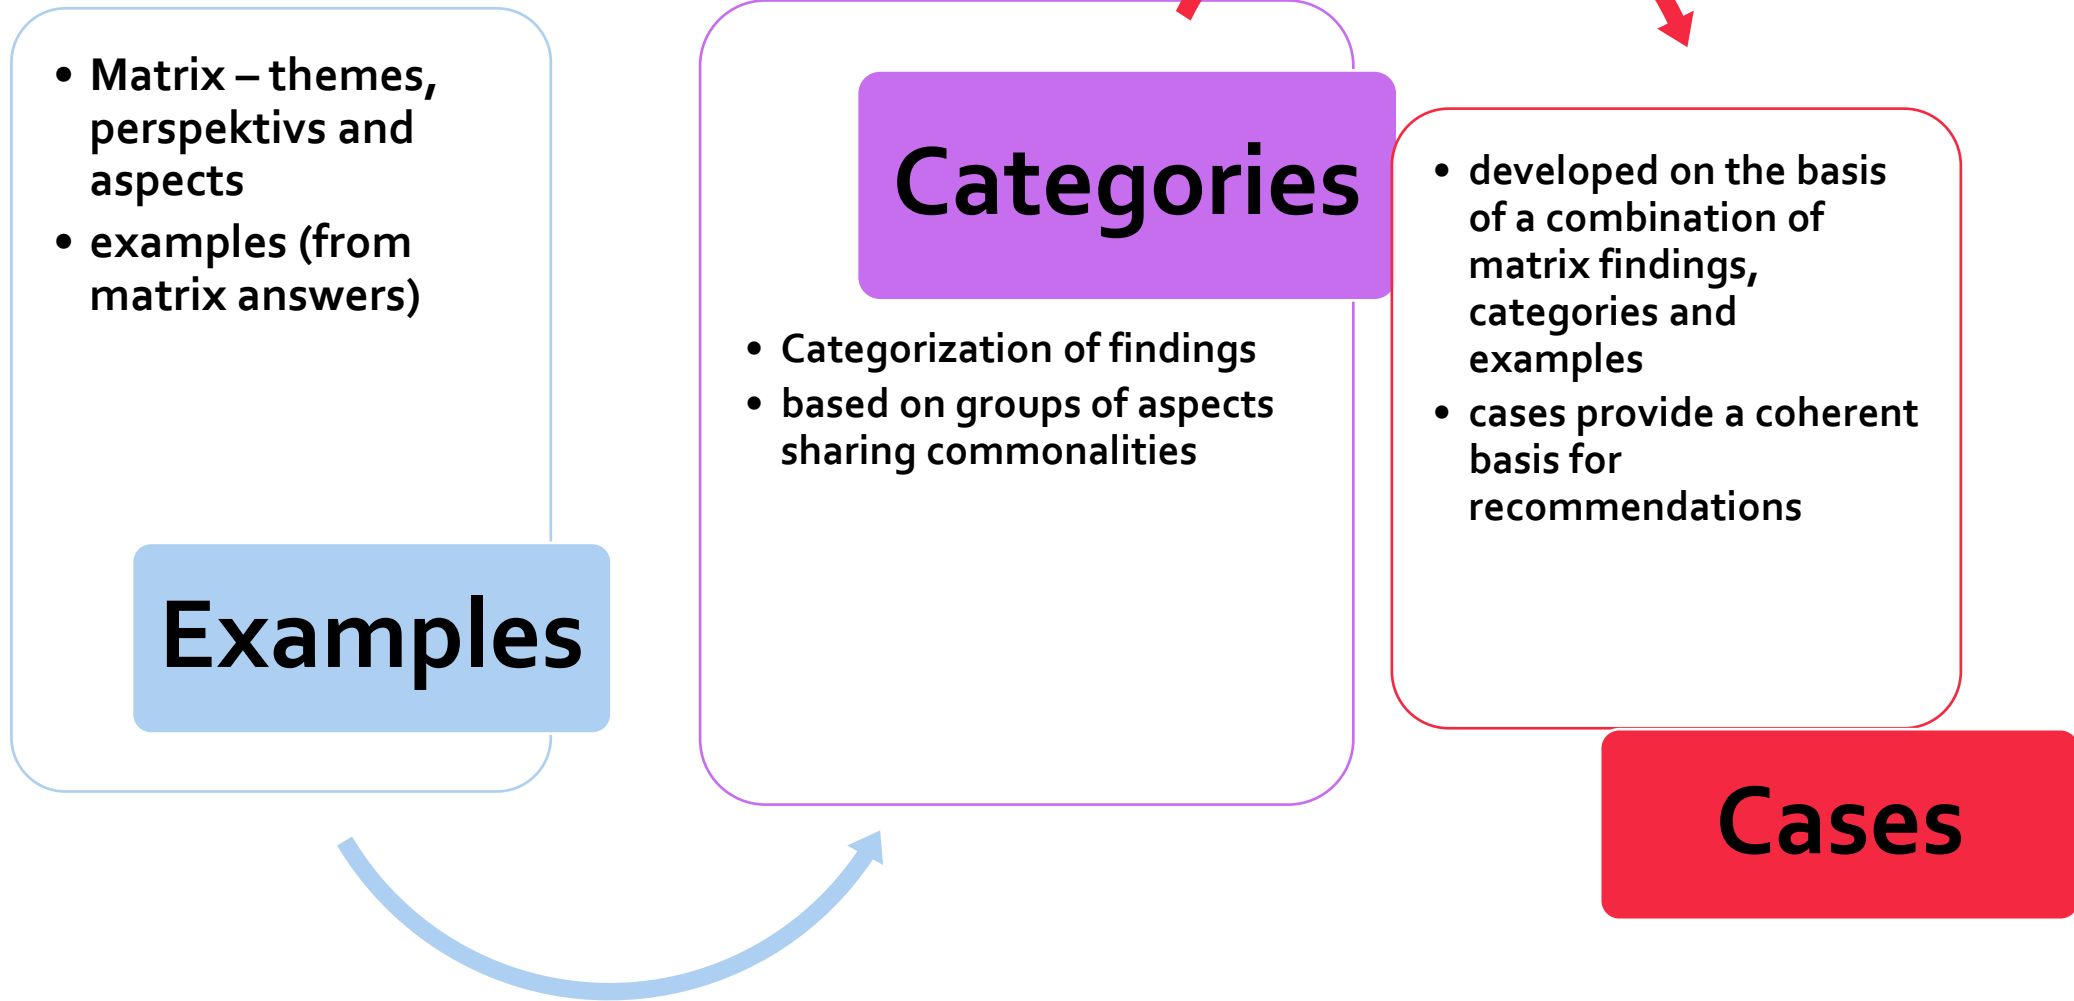 • Matrix – themes,
perspektivs and
aspects
• examples (from
matrix answers)
Examples
Categories
• Categorization of findings
• based on groups of aspects
sharing commonalities
• developed on the basis
of a combination of
matrix findings,
categories and
examples
• cases provide a coherent
basis for
recommendations
Cases